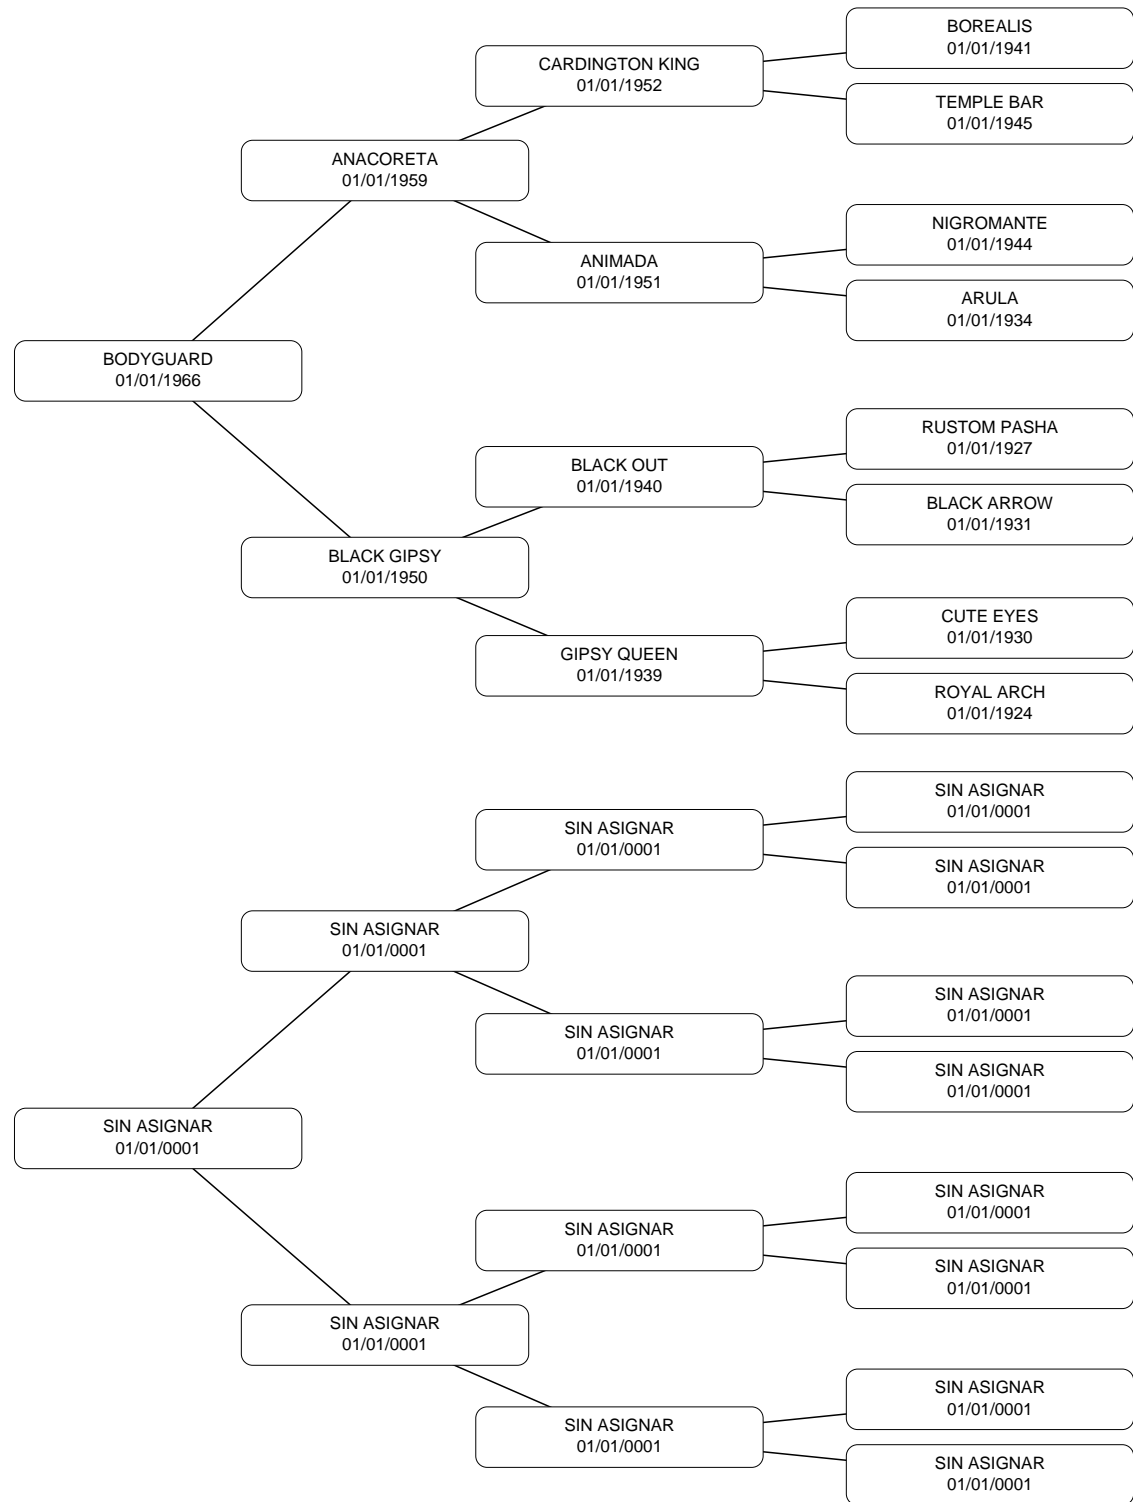 BOREALIS
01/01/1941
CARDINGTON KING
01/01/1952
TEMPLE BAR
01/01/1945
ANACORETA
01/01/1959
NIGROMANTE
01/01/1944
ANIMADA
01/01/1951
ARULA
01/01/1934
BODYGUARD
01/01/1966
RUSTOM PASHA
01/01/1927
BLACK OUT
01/01/1940
BLACK ARROW
01/01/1931
BLACK GIPSY
01/01/1950
CUTE EYES
01/01/1930
GIPSY QUEEN
01/01/1939
ROYAL ARCH
01/01/1924
SIN ASIGNAR
01/01/0001
SIN ASIGNAR
01/01/0001
SIN ASIGNAR
01/01/0001
SIN ASIGNAR
01/01/0001
SIN ASIGNAR
01/01/0001
SIN ASIGNAR
01/01/0001
SIN ASIGNAR
01/01/0001
SIN ASIGNAR
01/01/0001
SIN ASIGNAR
01/01/0001
SIN ASIGNAR
01/01/0001
SIN ASIGNAR
01/01/0001
SIN ASIGNAR
01/01/0001
SIN ASIGNAR
01/01/0001
SIN ASIGNAR
01/01/0001
SIN ASIGNAR
01/01/0001